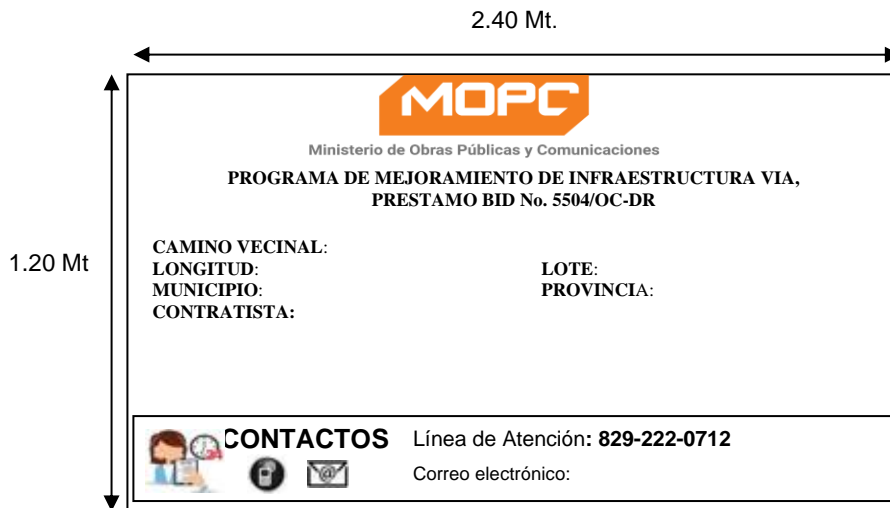 2.40 Mt.
MOPC
Ministerio de Obras Públicas y Comunicaciones
PROGRAMA DE MEJORAMIENTO DE INFRAESTRUCTURA VIA,
PRESTAMO BID No. 5504/OC-DR
1.20 Mt
CAMINO VECINAL:
LONGITUD: LOTE:
MUNICIPIO: PROVINCIA:
CONTRATISTA:
CONTACTOS Línea de Atención: 829-222-0712
@ Correo electrónico: